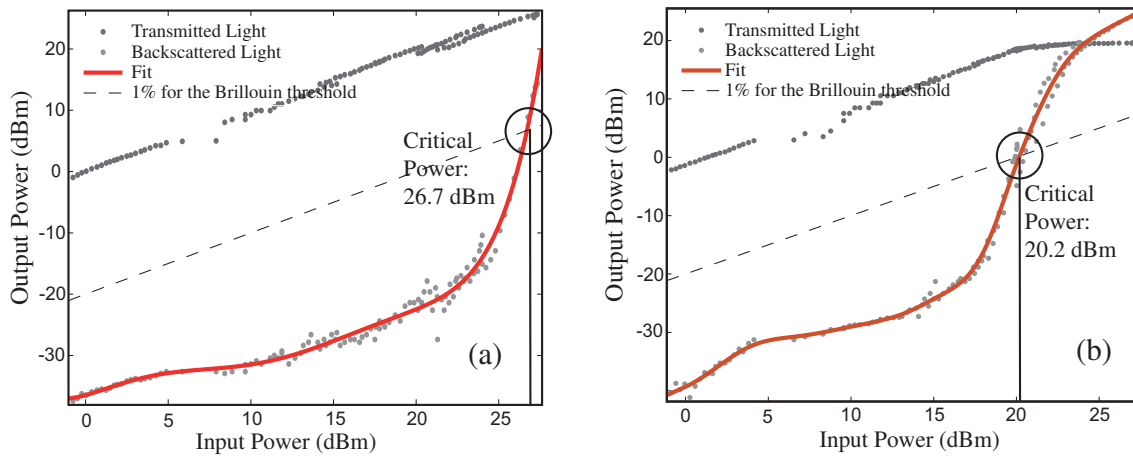 Transmitted Light
Backscattered Light
Fit
1% for the Brillouin threshold
Critical
Power:
26.7 dBm
(a)
Output Power (dBm)
20
10
0
-10
-20
-30
0
5
10
15
20
25
Input Power (dBm)
Transmitted Light
Backscattered Light
Fit
1% for the Brillouin threshold
Critical
Power:
20.2 dBm
(b)
Output Power (dBm)
20
10
0
-10
-20
-30
-40
0
5
10
15
20
25
Input Power (dBm)